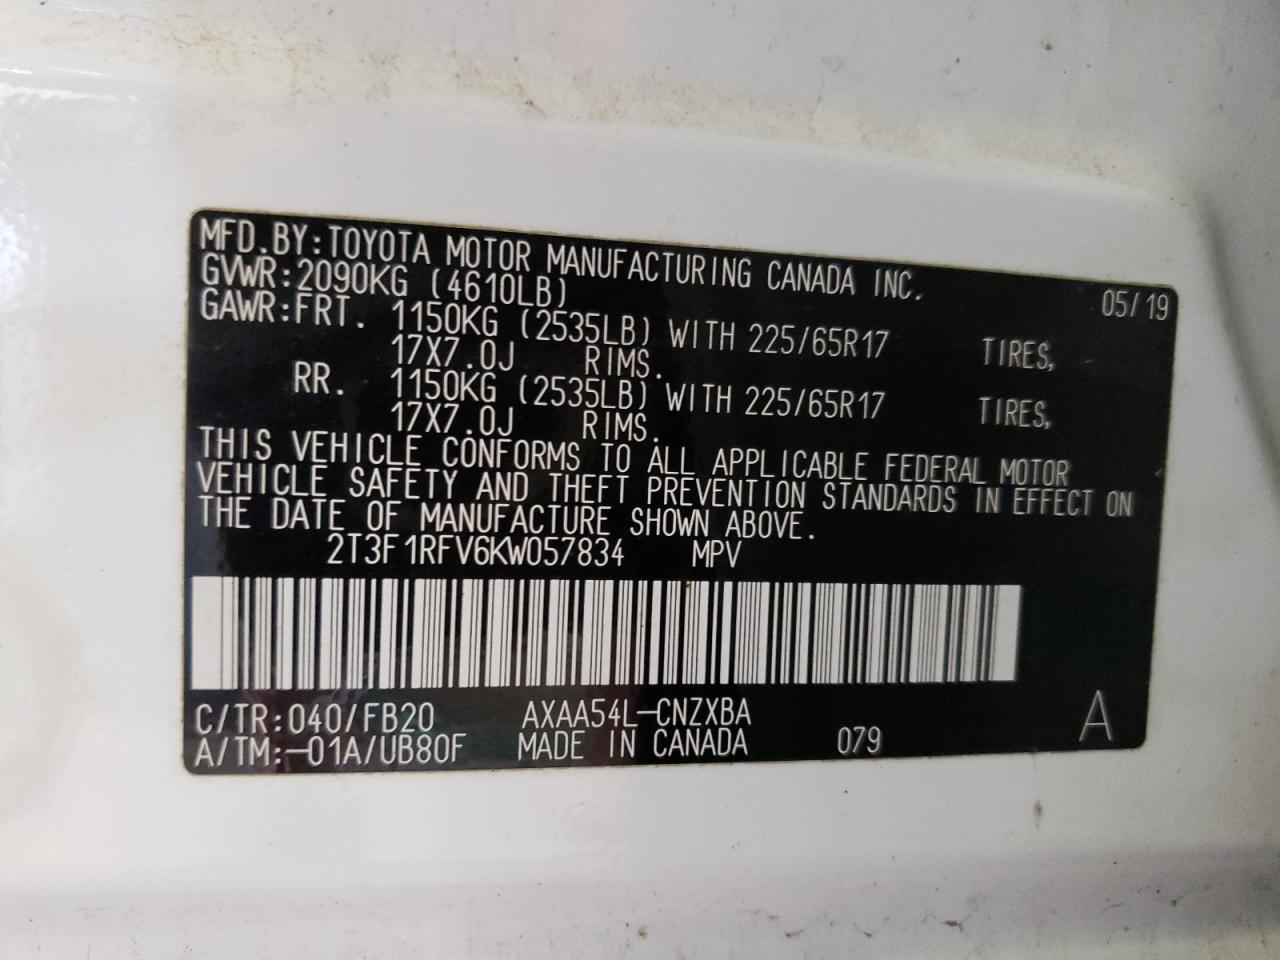 MFD.BY:TOYOTA MOTOR MANUFACTURING CANADA INC.
GVWR:2090KG (4610LB) 05/19
GAWR:FRT. 1150KG (2535LB) WITH 225/65R17 TIRES,
17X7.0J RIMS.
RR. 1150KG (2535LB) WITH 225/65R17 TIRES,
17X7.0J RIMS.
THIS VEHICLE CONFORMS TO ALL APPLICABLE FEDERAL MOTOR
VEHICLE SAFETY AND THEFT PREVENTION STANDARDS IN EFFECT ON
THE DATE OF MANUFACTURE SHOWN ABOVE.
2T3F1RFV6KW057834 MPV
C/TR:040/FB20 AXAA54L-CNZXBA A
A/TM:-01A/UB80F MADE IN CANADA 079